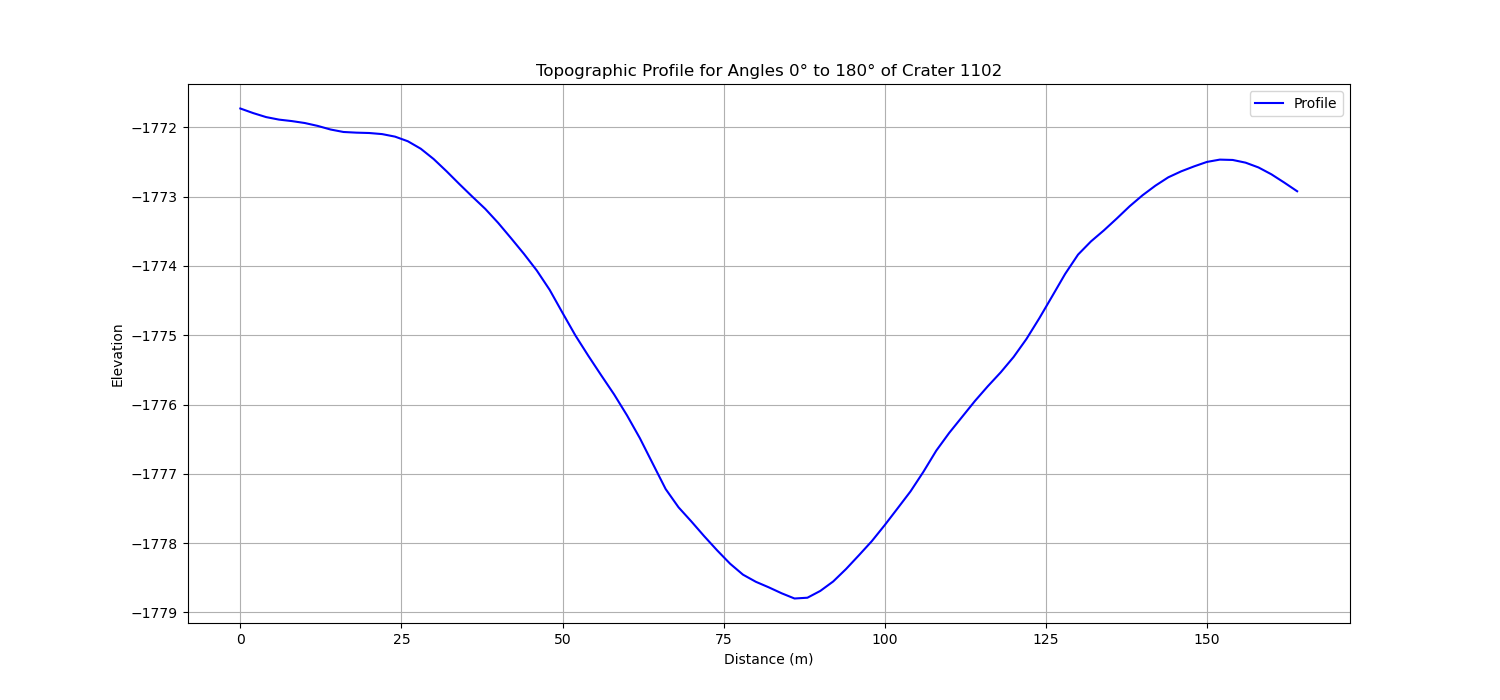 Topographic Profile for Angles 0° to 180° of Crater 1102
Profile
−1772
−1773
−1774
−1775
−1776
−1777
−1778
−1779
Elevation
0 25 50 75 100 125 150
Distance (m)